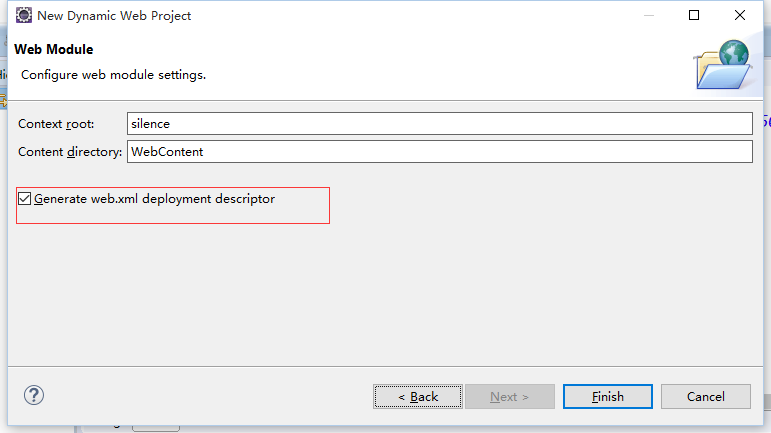 New Dynamic Web Project
Web Module
Configure web module settings.
Context root: silence
Content directory: WebContent
Generate web.xml deployment descriptor
? < Back Next > Finish Cancel